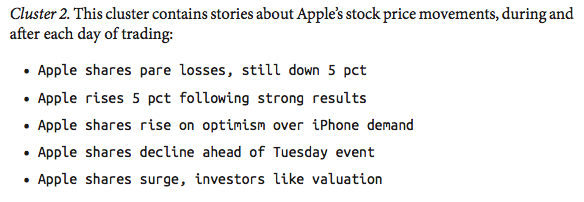 Cluster 2. This cluster contains stories about Apple’s stock price movements, during and
after each day of trading:
• Apple shares pare losses, still down 5 pct
• Apple rises 5 pct following strong results
• Apple shares rise on optimism over iPhone demand
• Apple shares decline ahead of Tuesday event
• Apple shares surge, investors like valuation